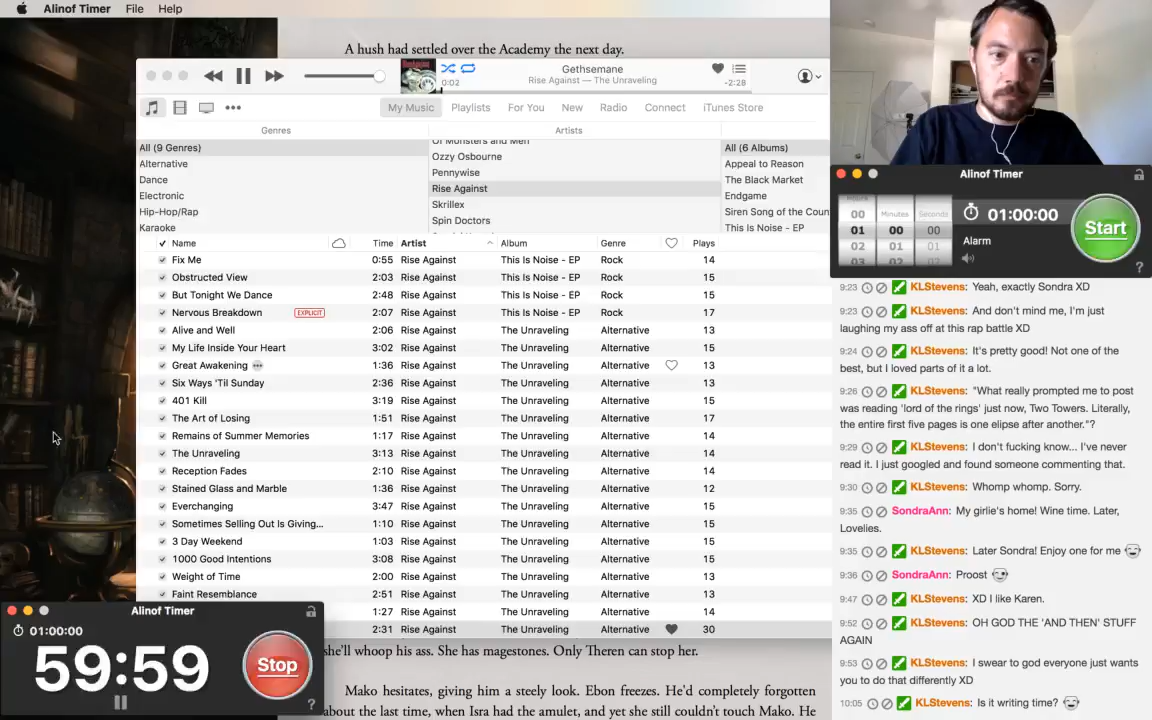 Alinof Timer File Help
A hush had settled over the Academy the next day.
Gethsemane
Rise Against — The Unraveling
0:02
-2:28
My Music Playlists For You New Radio Connect iTunes Store
Genres Artists
All (9 Genres)
Alternative
Dance
Electronic
Hip-Hop/Rap
Karaoke
Of Monsters and Men
Ozzy Osbourne
Pennywise
Rise Against
Skrillex
Spin Doctors
All (6 Albums)
Appeal to Reason
The Black Market
Endgame
Siren Song of the Coun
This Is Noise - EP
Name Time Artist Album Genre Plays
Fix Me 0:55 Rise Against This Is Noise - EP Rock 14
Obstructed View 2:03 Rise Against This Is Noise - EP Rock 15
But Tonight We Dance 2:48 Rise Against This Is Noise - EP Rock 15
Nervous Breakdown EXPLICIT 2:07 Rise Against This Is Noise - EP Rock 17
Alive and Well 2:06 Rise Against The Unraveling Alternative 13
My Life Inside Your Heart 3:02 Rise Against The Unraveling Alternative 15
Great Awakening 1:36 Rise Against The Unraveling Alternative 13
Six Ways 'Til Sunday 2:36 Rise Against The Unraveling Alternative 13
401 Kill 3:19 Rise Against The Unraveling Alternative 15
The Art of Losing 1:51 Rise Against The Unraveling Alternative 17
Remains of Summer Memories 1:17 Rise Against The Unraveling Alternative 14
The Unraveling 3:13 Rise Against The Unraveling Alternative 14
Reception Fades 2:10 Rise Against The Unraveling Alternative 14
Stained Glass and Marble 1:36 Rise Against The Unraveling Alternative 12
Everchanging 3:47 Rise Against The Unraveling Alternative 15
Sometimes Selling Out Is Giving... 1:10 Rise Against The Unraveling Alternative 15
3 Day Weekend 1:03 Rise Against The Unraveling Alternative 15
1000 Good Intentions 3:08 Rise Against The Unraveling Alternative 15
Weight of Time 2:00 Rise Against The Unraveling Alternative 13
Faint Resemblance 2:51 Rise Against The Unraveling Alternative 13
1:27 Rise Against The Unraveling Alternative 14
2:31 Rise Against The Unraveling Alternative 30
Alinof Timer
01:00:00
59:59
Stop
?
she'll whoop his ass. She has magestones. Only Theren can stop her.
Mako hesitates, giving him a steely look. Ebon freezes. He'd completely forgotten
about the last time, when Isra had the amulet, and yet she still couldn't touch Mako. He
Alinof Timer
Hours Minutes Seconds
00
01 00 00
02 01 01
03 02 02
01:00:00
Alarm
Start
?
9:23 KLStevens: Yeah, exactly Sondra XD
9:23 KLStevens: And don't mind me, I'm just
laughing my ass off at this rap battle XD
9:24 KLStevens: It's pretty good! Not one of the
best, but I loved parts of it a lot.
9:26 KLStevens: "What really prompted me to post
was reading 'lord of the rings' just now, Two Towers. Literally,
the entire first five pages is one elipse after another."?
9:29 KLStevens: I don't fucking know... I've never
read it. I just googled and found someone commenting that.
9:30 KLStevens: Whomp whomp. Sorry.
9:35 SondraAnn: My girlie's home! Wine time. Later,
Lovelies.
9:35 KLStevens: Later Sondra! Enjoy one for me
9:36 SondraAnn: Proost
9:47 KLStevens: XD I like Karen.
9:52 KLStevens: OH GOD THE 'AND THEN' STUFF
AGAIN
9:53 KLStevens: I swear to god everyone just wants
you to do that differently XD
10:05 KLStevens: Is it writing time?